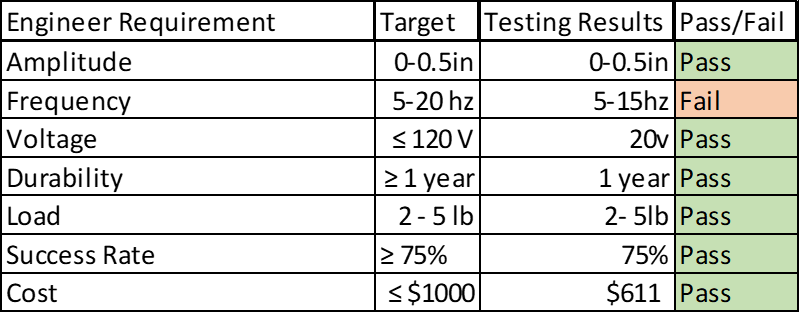 Engineer Requirement Target Testing Results Pass/Fail
Amplitude 0-0.5in 0-0.5in Pass
Frequency 5-20 hz 5-15hz Fail
Voltage ≤ 120 V 20v Pass
Durability ≥ 1 year 1 year Pass
Load 2 - 5 lb 2- 5lb Pass
Success Rate ≥ 75% 75% Pass
Cost ≤ $1000 $611 Pass